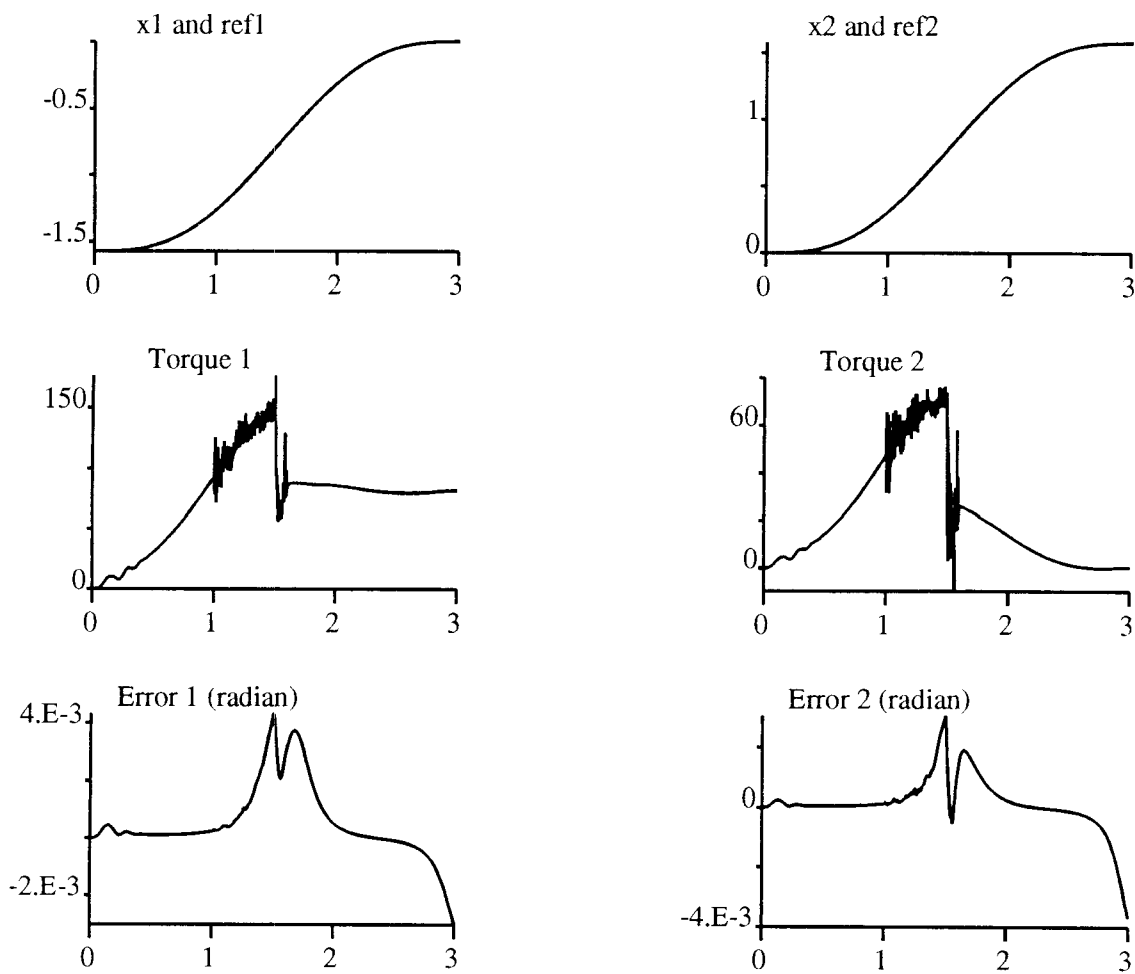 x1 and ref1
-0.5
-1.5
0 1 2 3
x2 and ref2
1
0
0 1 2 3
Torque 1
150
0
0 1 2 3
Torque 2
60
0
0 1 2 3
Error 1 (radian)
4.E-3
-2.E-3
0 1 2 3
Error 2 (radian)
0
-4.E-3
0 1 2 3